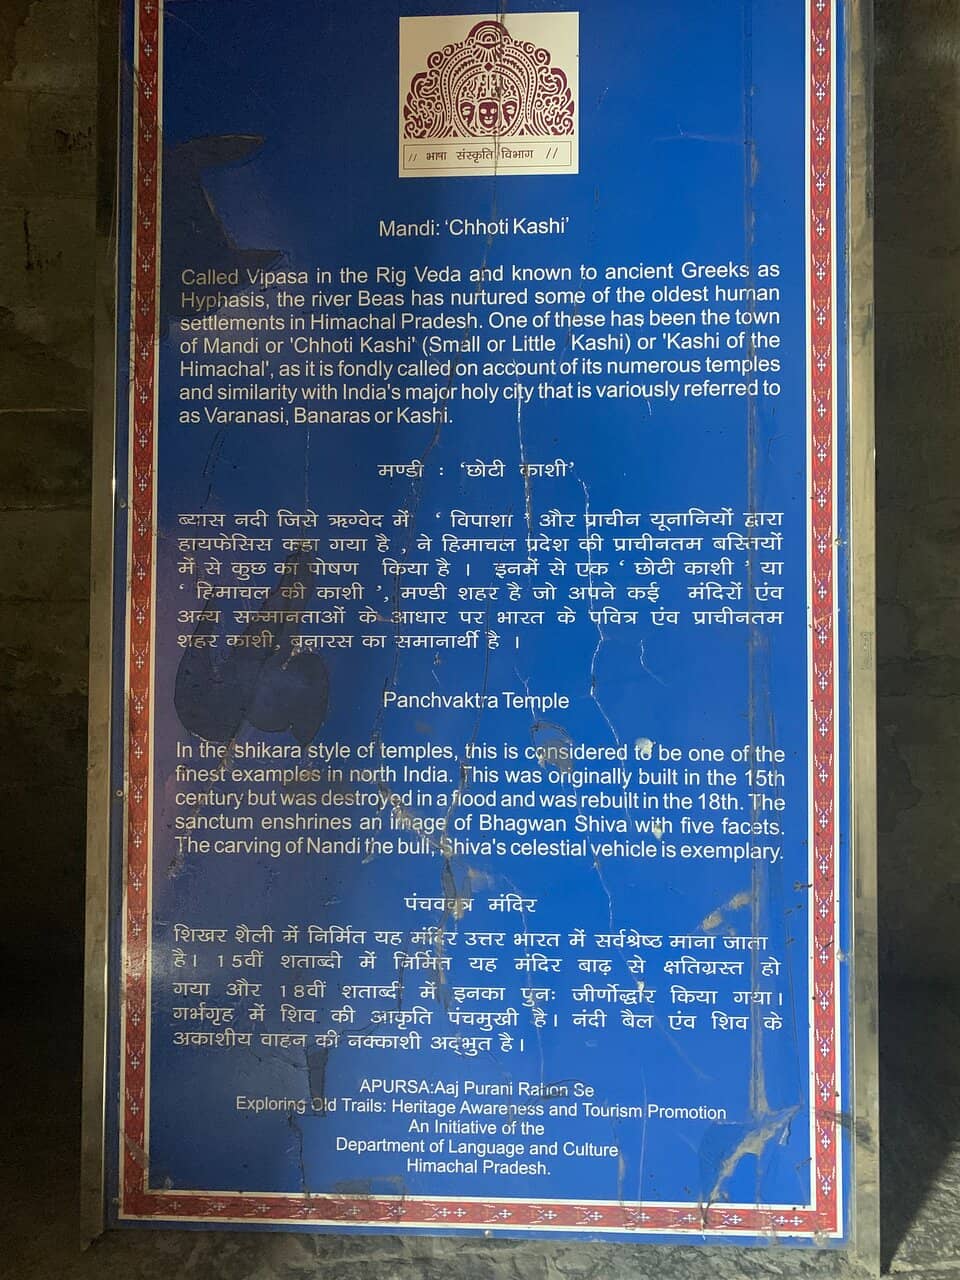 // भाषा संस्कृति विभाग //
Mandi: 'Chhoti Kashi'
Called Vipasa in the Rig Veda and known to ancient Greeks as
Hyphasis, the river Beas has nurtured some of the oldest human
settlements in Himachal Pradesh. One of these has been the town
of Mandi or 'Chhoti Kashi' (Small or Little Kashi) or 'Kashi of the
Himachal', as it is fondly called on account of its numerous temples
and similarity with India's major holy city that is variously referred to
as Varanasi, Banaras or Kashi.
मण्डी : 'छोटी काशी'
ब्यास नदी जिसे ऋग्वेद में ' विपाशा ' और प्राचीन यूनानियों द्वारा
हायफेसिस कहा गया है , ने हिमाचल प्रदेश की प्राचीनतम बस्तियों
में से कुछ का पोषण किया है । इनमें से एक ' छोटी काशी ' या
' हिमाचल की काशी ', मण्डी शहर है जो अपने कई मंदिरों एंव
अन्य सम्मानताओं के आधार पर भारत के पवित्र एंव प्राचीनतम
शहर काशी, बनारस का समानार्थी है ।
Panchvaktra Temple
In the shikara style of temples, this is considered to be one of the
finest examples in north India. This was originally built in the 15th
century but was destroyed in a flood and was rebuilt in the 18th. The
sanctum enshrines an image of Bhagwan Shiva with five facets.
The carving of Nandi the bull, Shiva's celestial vehicle is exemplary.
पंचवक्त्र मंदिर
शिखर शैली में निर्मित यह मंदिर उत्तर भारत में सर्वश्रेष्ठ माना जाता
है। 15वीं शताब्दी में निर्मित यह मंदिर बाढ़ से क्षतिग्रस्त हो
गया और 18वीं शताब्दी में इनका पुनः जीर्णोद्धार किया गया।
गर्भगृह में शिव की आकृति पंचमुखी है। नंदी बैल एंव शिव के
अकाशीय वाहन की नक्काशी अद्भुत है।
APURSA:Aaj Purani Rahon Se
Exploring Old Trails: Heritage Awareness and Tourism Promotion
An Initiative of the
Department of Language and Culture
Himachal Pradesh.